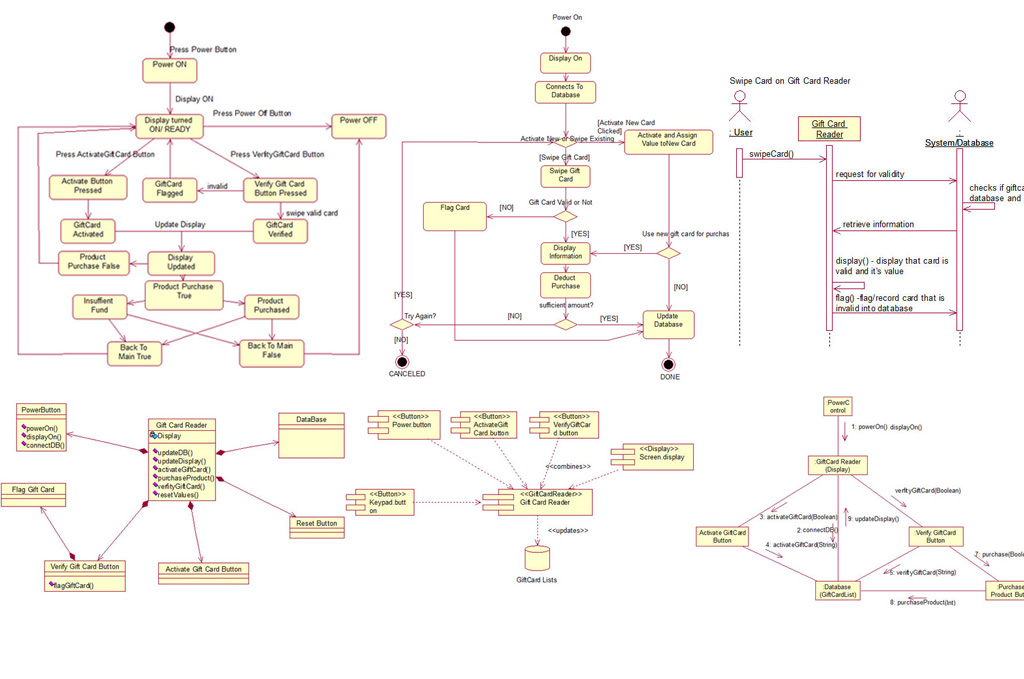 Press Power Button
Power ON
Display ON
Display turned
ON/ READY
Press Power Off Button
Power OFF
Press ActivateGiftCard Button
Press VerifyGiftCard Button
Activate Button
Pressed
GiftCard
Flagged
invalid
Verify Gift Card
Button Pressed
swipe valid card
GiftCard
Activated
Update Display
GiftCard
Verified
Product
Purchase False
Display
Updated
Product Purchase
True
Insuffient
Fund
Product
Purchased
Back To
Main True
Back To Main
False
Power On
Display On
Connects To
Database
Activate New or Swipe Existing
[Activate New Card
Clicked]
Activate and Assign
Value toNew Card
[Swipe Gift Card]
Swipe Gift
Card
Gift Card Valid or Not
Flag Card
[NO]
[YES]
Use new gift card for purchas
Display
Information
[YES]
Deduct
Purchase
[NO]
sufficient amount?
[YES]
Try Again?
[NO]
[YES]
Update
Database
[NO]
CANCELED
DONE
Swipe Card on Gift Card Reader
: User
Gift Card
Reader
:
System/Database
swipeCard()
request for validity
checks if giftca
database and
retrieve information
display() - display that card is
valid and it's value
flag() -flag/record card that is
invalid into database
PowerButton
powerOn()
displayOn()
connectDB()
Gift Card Reader
Display
updateDB()
updateDisplay()
activateGiftCard()
purchaseProduct()
verifyGiftCard()
resetValues()
DataBase
Flag Gift Card
Reset Button
Verify Gift Card Button
flagGiftCard()
Activate Gift Card Button
<<Button>>
Power.button
<<Button>>
ActivateGift
Card.button
<<Button>>
VerifyGiftCar
d.button
<<Display>>
Screen.display
<<combines>>
<<Button>>
Keypad.butt
on
<<GiftCardReader>>
Gift Card Reader
<<updates>>
GiftCard Lists
:PowerC
ontrol
1: powerOn() displayOn()
:GiftCard Reader
(Display)
verifyGiftCard(Boolean)
3: activateGiftCard(Boolean)
9: updateDisplay()
2: connectDB()
Activate GiftCard
Button
4: activateGiftCard(String)
:Verify GiftCard
Button
7: purchase(Boole
5: verifyGiftCard(String)
:Database
(GiftCardList)
:Purchase
Product But
8: purchaseProduct(Int)